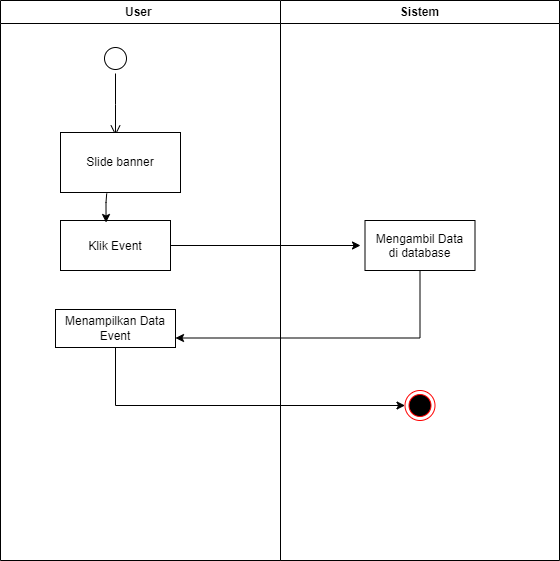 User
Sistem
Slide banner
Klik Event
Mengambil Data
di database
Menampilkan Data
Event